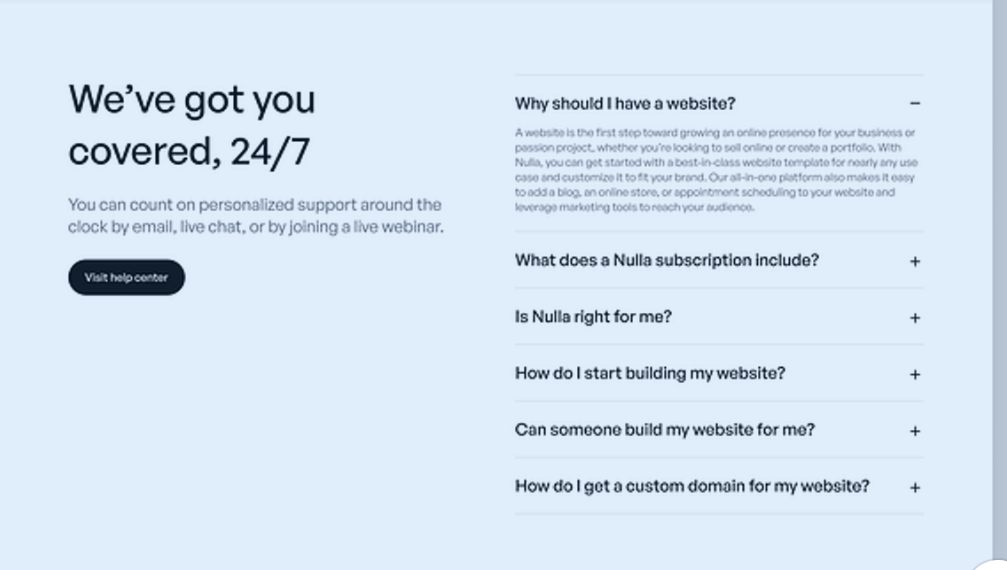 We’ve got you
covered, 24/7
You can count on personalized support around the
clock by email, live chat, or by joining a live webinar.
Visit help center
Why should I have a website?
A website is the first step toward growing an online presence for your business or
passion project, whether you’re looking to sell online or create a portfolio. With
Nulla, you can get started with a best-in-class website template for nearly any use
case and customize it to fit your brand. Our all-in-one platform also makes it easy
to add a blog, an online store, or appointment scheduling to your website and
leverage marketing tools to reach your audience.
What does a Nulla subscription include?
Is Nulla right for me?
How do I start building my website?
Can someone build my website for me?
How do I get a custom domain for my website?